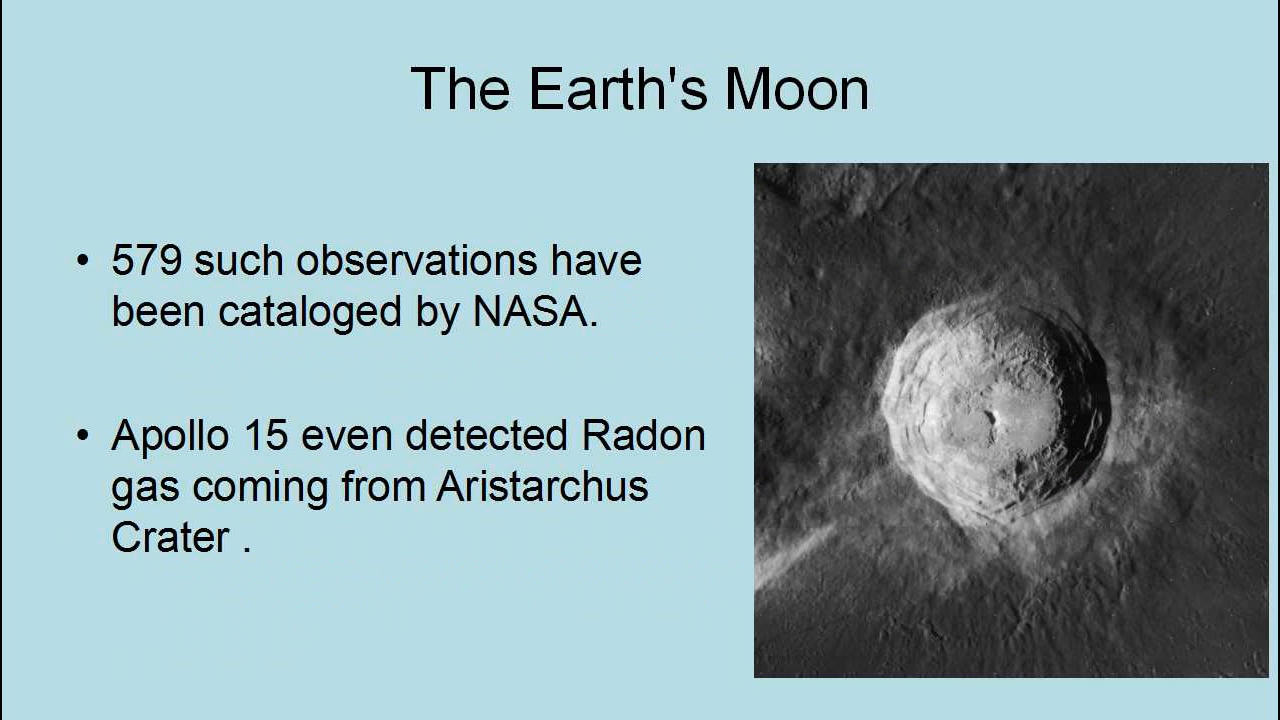 The Earth's Moon
• 579 such observations have
been cataloged by NASA.
• Apollo 15 even detected Radon
gas coming from Aristarchus
Crater .